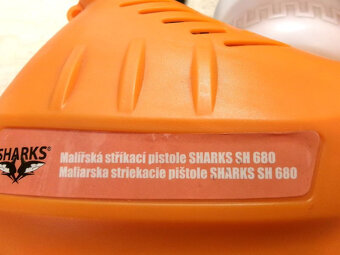 SHARKS®
Malířská stříkací pistole SHARKS SH 680
Maliarska striekacie pištole SHARKS SH 680